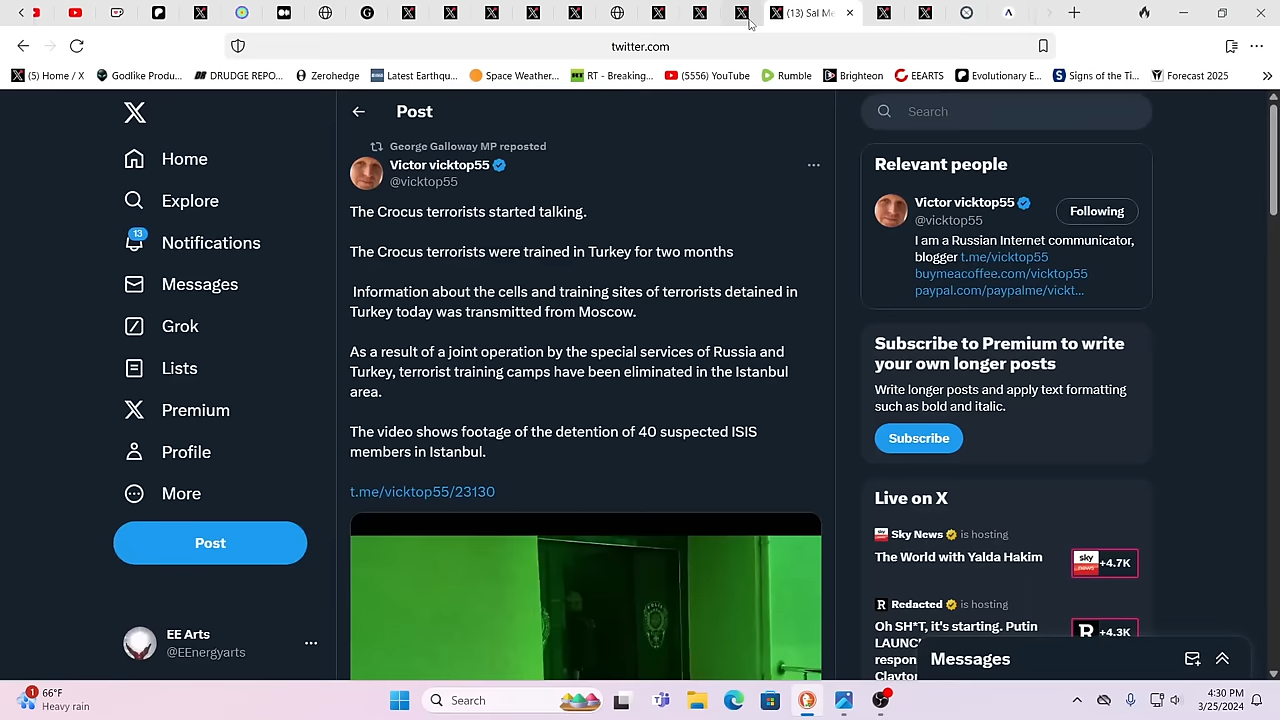 (13) Sal Me
twitter.com
(5) Home / X
Godlike Produ...
DRUDGE REPO...
Zerohedge
Latest Earthqu...
Space Weather...
RT - Breaking...
(5556) YouTube
Rumble
Brighteon
EEARTS
Evolutionary E...
Signs of the Ti...
Forecast 2025
Home
Explore
13
Notifications
Messages
Grok
Lists
Premium
Profile
More
Post
EE Arts
@EEnergyarts
Post
George Galloway MP reposted
Victor vicktop55
@vicktop55
The Crocus terrorists started talking.
The Crocus terrorists were trained in Turkey for two months
Information about the cells and training sites of terrorists detained in
Turkey today was transmitted from Moscow.
As a result of a joint operation by the special services of Russia and
Turkey, terrorist training camps have been eliminated in the Istanbul
area.
The video shows footage of the detention of 40 suspected ISIS
members in Istanbul.
t.me/vicktop55/23130
Search
Relevant people
Victor vicktop55
@vicktop55
Following
I am a Russian Internet communicator,
blogger t.me/vicktop55
buymeacoffee.com/vicktop55
paypal.com/paypalme/vickt...
Subscribe to Premium to write
your own longer posts
Write longer posts and apply text formatting
such as bold and italic.
Subscribe
Live on X
Sky News is hosting
The World with Yalda Hakim
sky news +4.7K
R Redacted is hosting
Oh SH*T, it's starting. Putin
LAUNC
respon
Clayto
R +4.3K
Messages
1
66°F
Heavy rain
Search
4:30 PM
3/25/2024